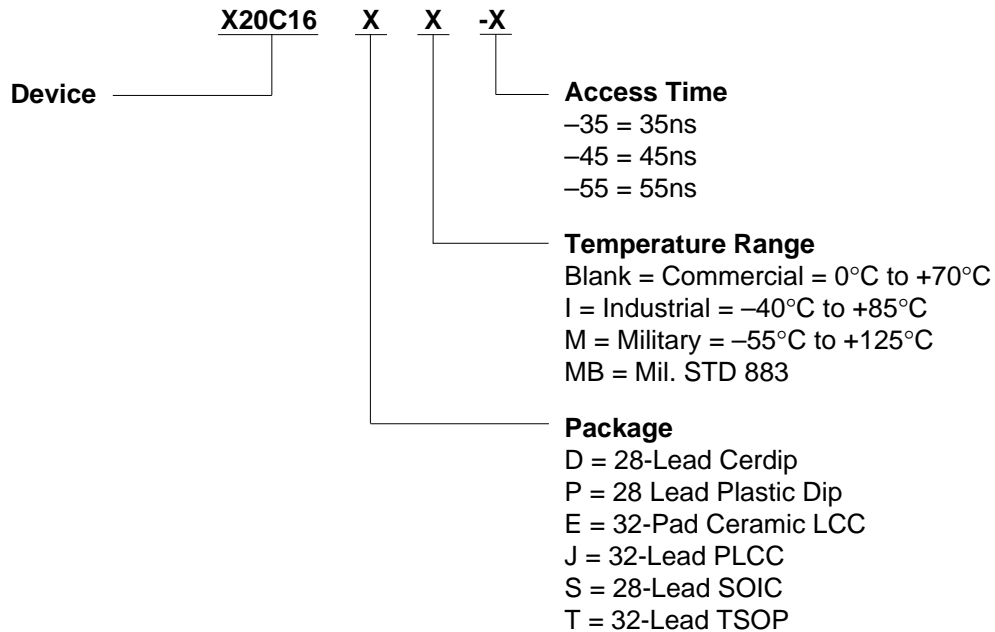 X20C16 X X -X
Device
Access Time
–35 = 35ns
–45 = 45ns
–55 = 55ns
Temperature Range
Blank = Commercial = 0°C to +70°C
I = Industrial = –40°C to +85°C
M = Military = –55°C to +125°C
MB = Mil. STD 883
Package
D = 28-Lead Cerdip
P = 28 Lead Plastic Dip
E = 32-Pad Ceramic LCC
J = 32-Lead PLCC
S = 28-Lead SOIC
T = 32-Lead TSOP